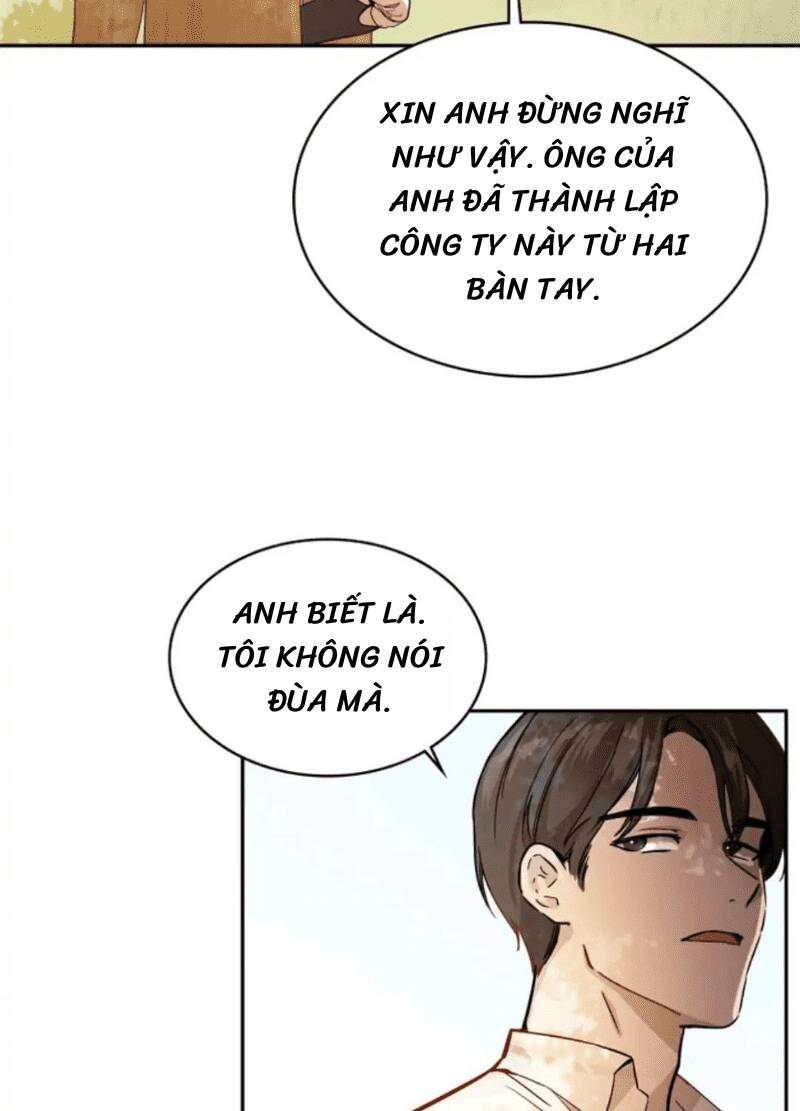 XIN ANH ĐỪNG NGHĨ
NHƯ VẬY. ÔNG CỦA
ANH ĐÃ THÀNH LẬP
CÔNG TY NÀY TỪ HAI
BÀN TAY.
ANH BIẾT LÀ.
TÔI KHÔNG NÓI
ĐÙA MÀ.